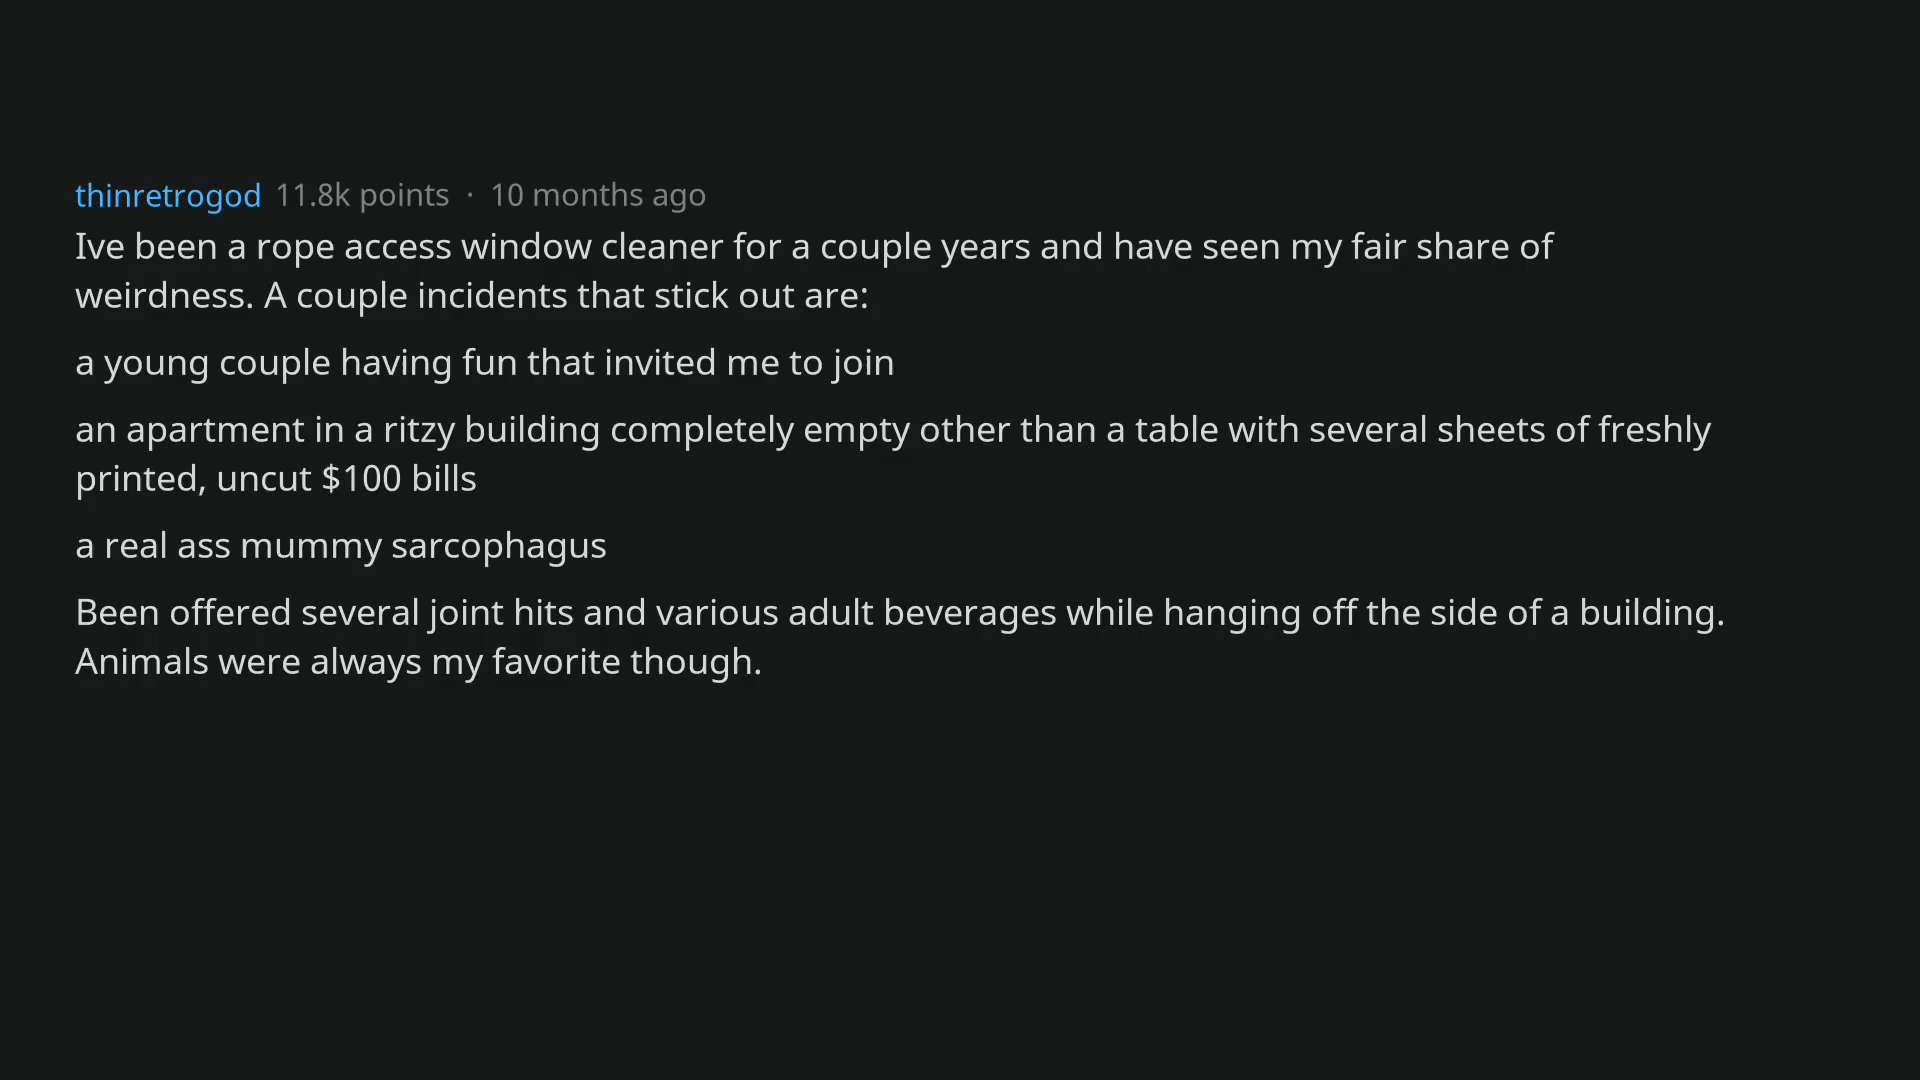 thinretrogod 11.8k points · 10 months ago
Ive been a rope access window cleaner for a couple years and have seen my fair share of
weirdness. A couple incidents that stick out are:
a young couple having fun that invited me to join
an apartment in a ritzy building completely empty other than a table with several sheets of freshly
printed, uncut $100 bills
a real ass mummy sarcophagus
Been offered several joint hits and various adult beverages while hanging off the side of a building.
Animals were always my favorite though.